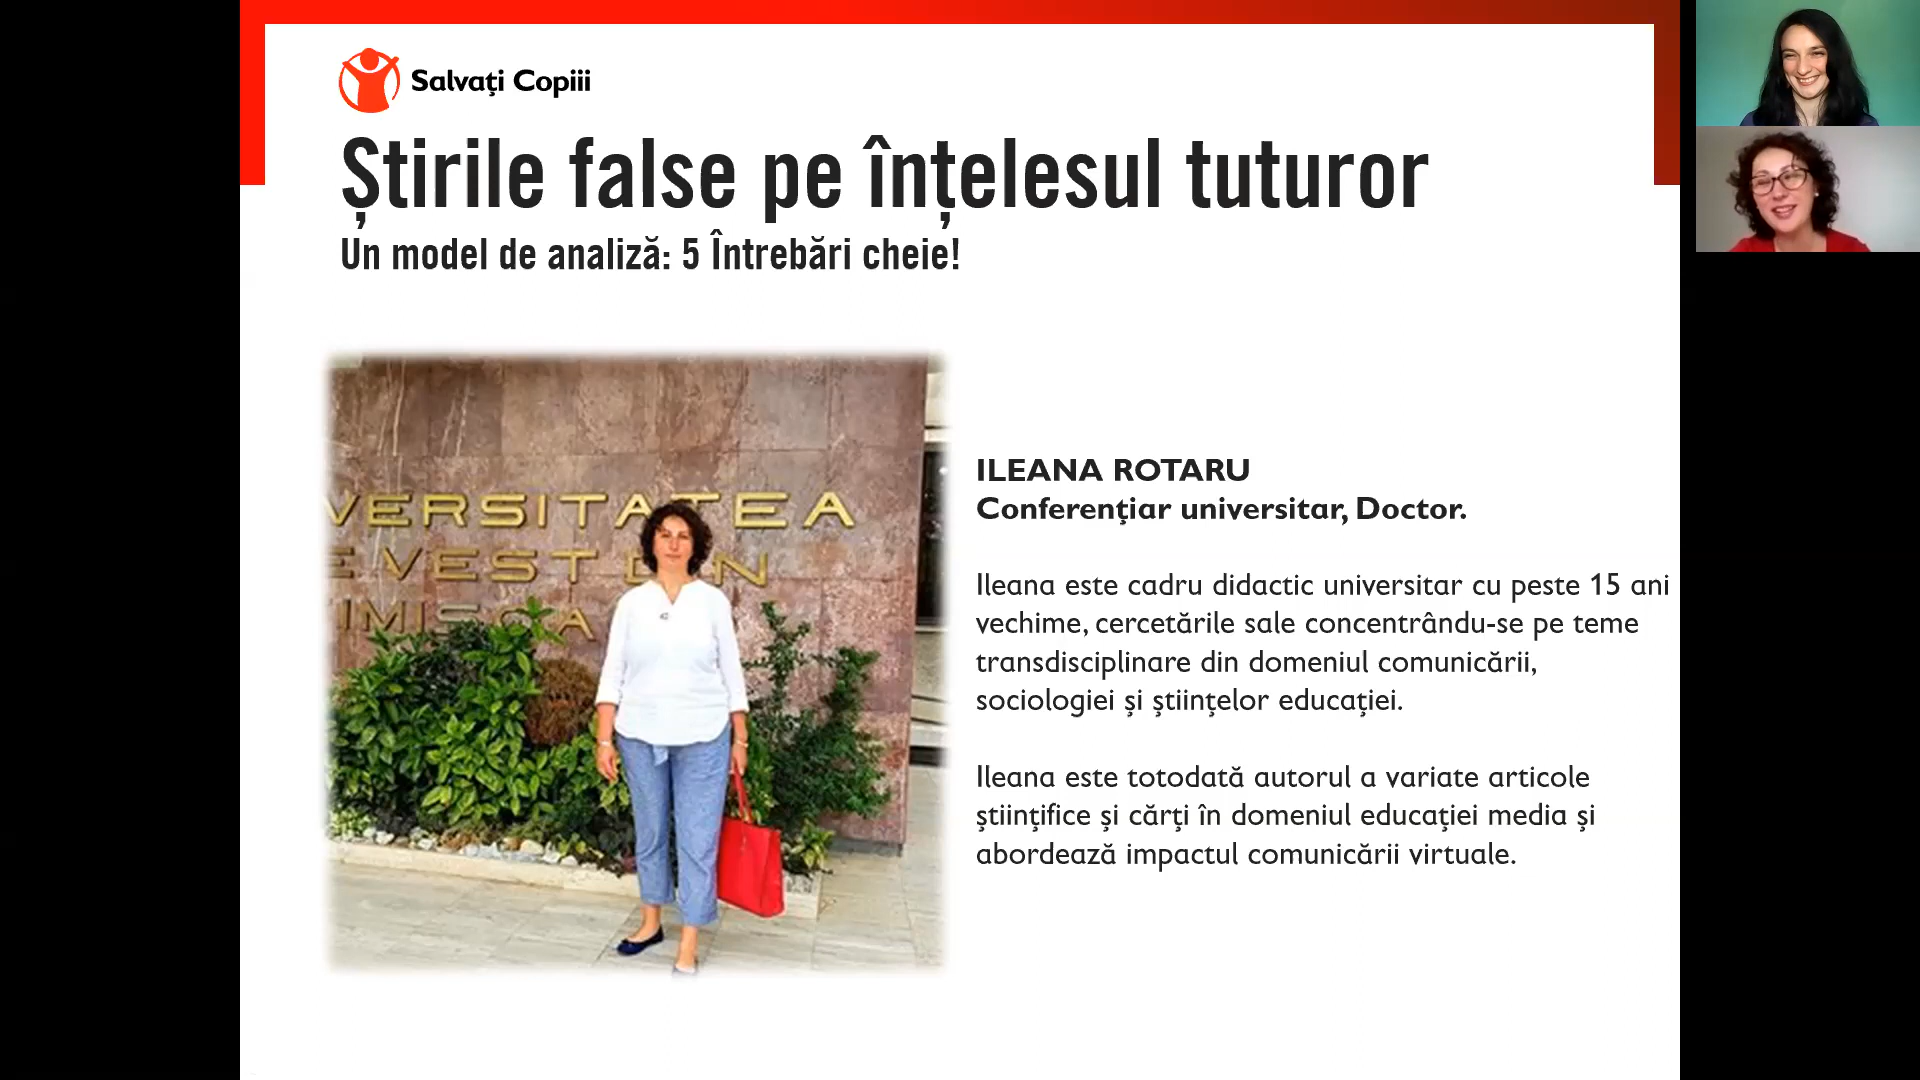 Salvați Copiii
Știrile false pe înțelesul tuturor
Un model de analiză: 5 Întrebări cheie!
VERSITATEA
E VEST DIN
TIMIȘOA
ILEANA ROTARU
Conferențiar universitar, Doctor.
Ileana este cadru didactic universitar cu peste 15 ani
vechime, cercetările sale concentrându-se pe teme
transdisciplinare din domeniul comunicării,
sociologiei și științelor educației.
Ileana este totodată autorul a variate articole
științifice și cărți în domeniul educației media și
abordează impactul comunicării virtuale.